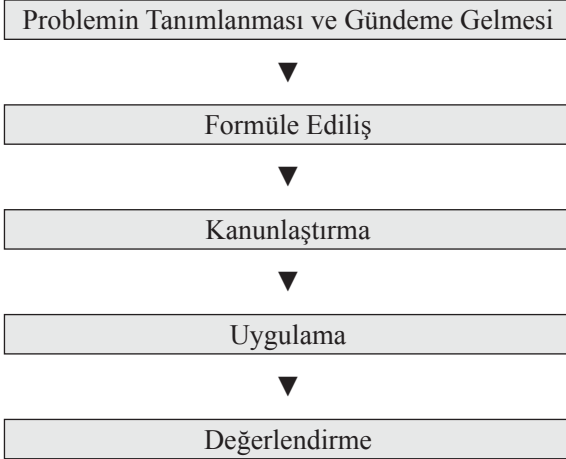 Problemin Tanımlanması ve Gündeme Gelmesi
Formüle Ediliş
Kanunlaştırma
Uygulama
Değerlendirme